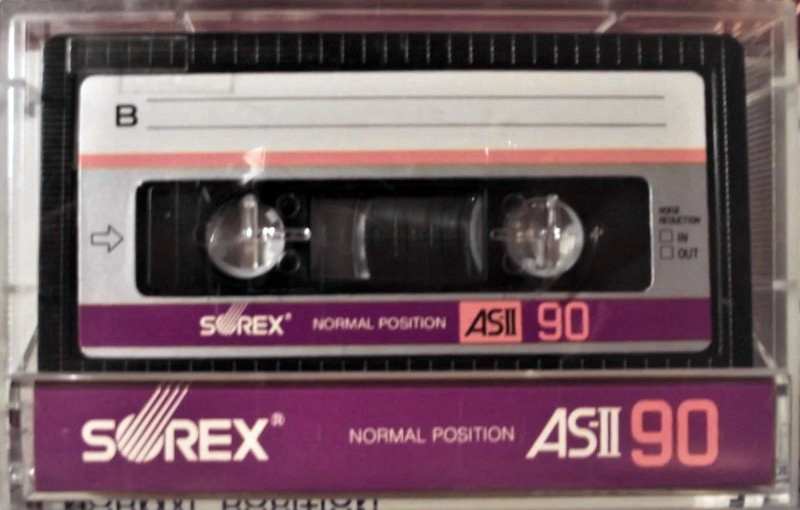 B
NOISE
REDUCTION
IN
OUT
SOREX® NORMAL POSITION AS-II 90
SOREX® NORMAL POSITION AS-II 90